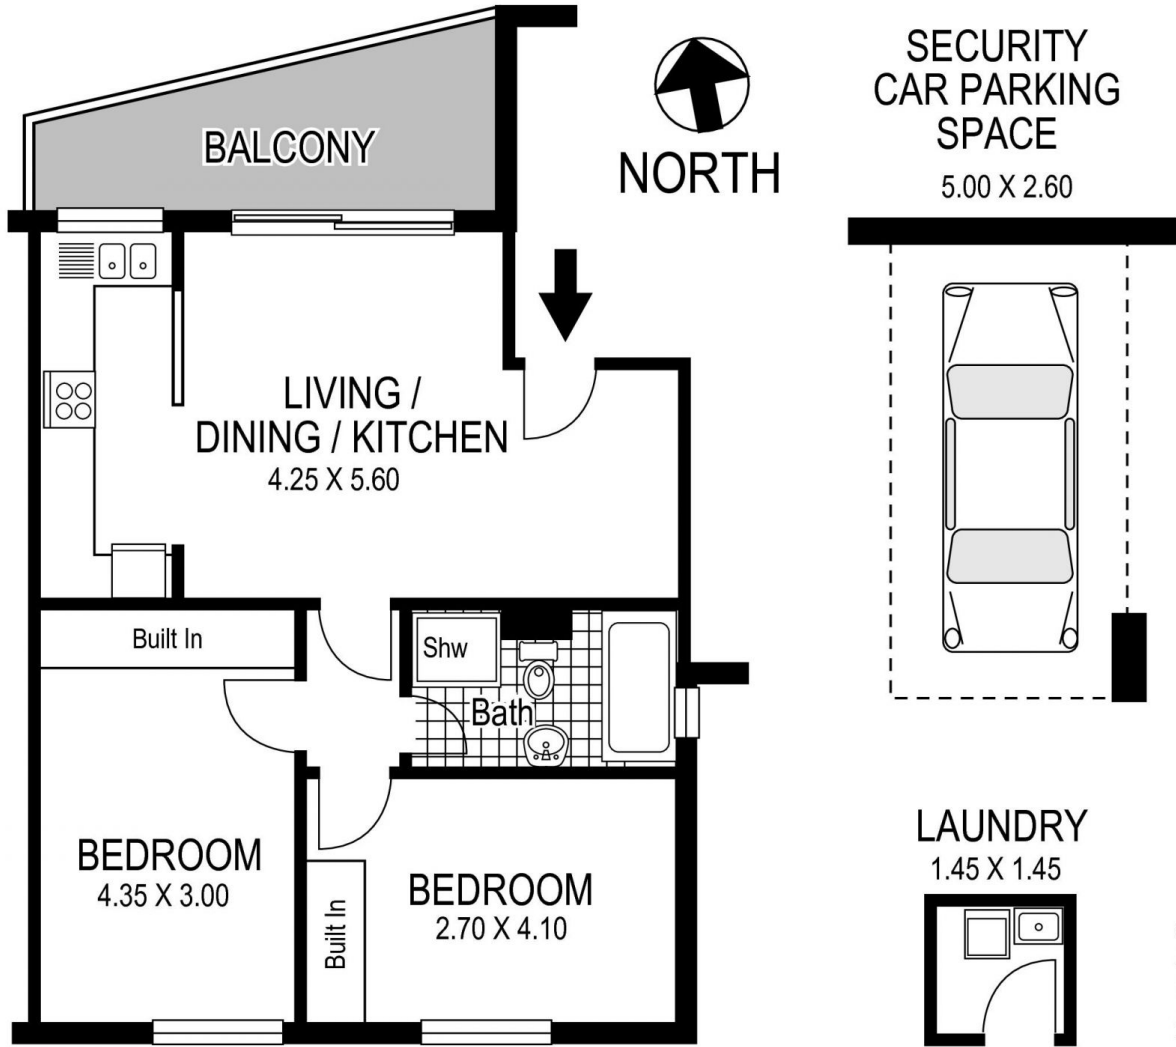 BALCONY
NORTH
SECURITY
CAR PARKING
SPACE
5.00 X 2.60
LIVING /
DINING / KITCHEN
4.25 X 5.60
Built In
Shw
Bath
BEDROOM
4.35 X 3.00
BEDROOM
2.70 X 4.10
Built In
LAUNDRY
1.45 X 1.45